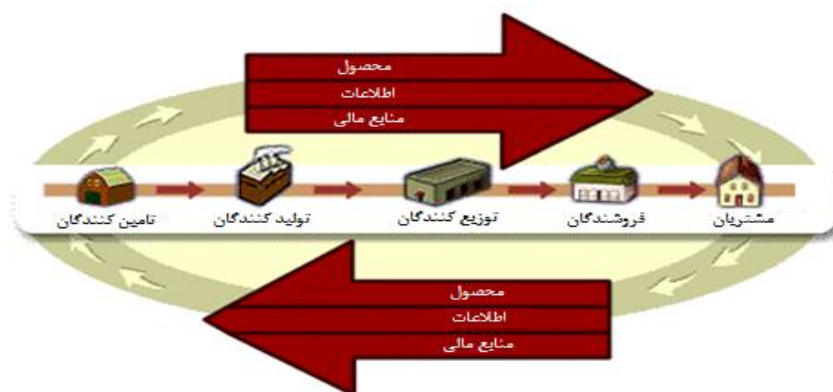 محصول
اطلاعات
منابع مالی
تامین کنندگان
تولید کنندگان
توزیع کنندگان
فروشندگان
مشتریان
محصول
اطلاعات
منابع مالی